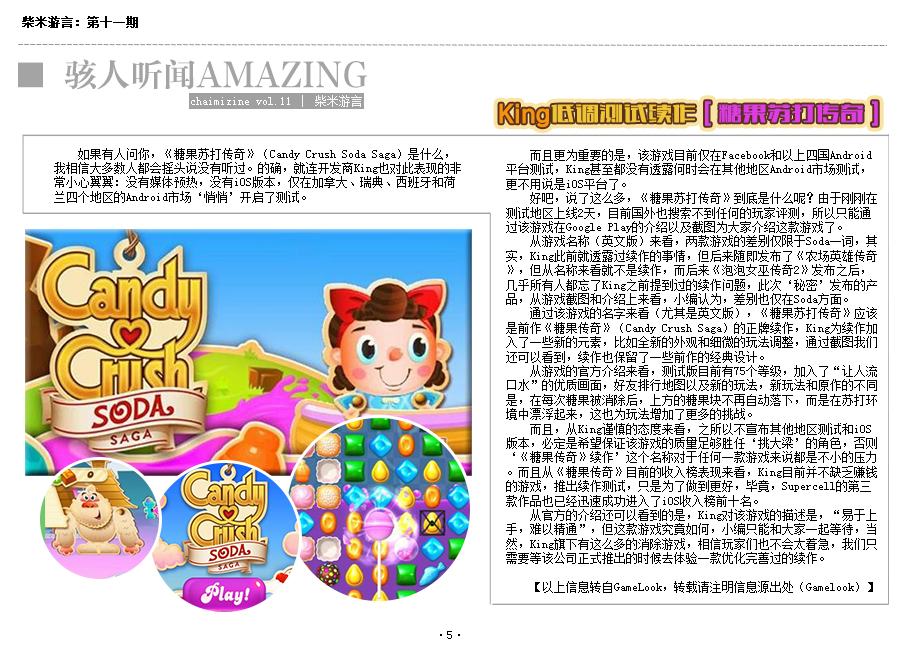 柴米游言：第十一期
骇人听闻AMAZING
chaimizine vol.11 | 柴米游言
King低调测试续作【糖果苏打传奇】
如果有人问你，《糖果苏打传奇》（Candy Crush Soda Saga）是什么，
我相信大多数人都会摇头说没有听过。的确，就连开发商King也对此表现的非
常小心翼翼：没有媒体预热，没有iOS版本，仅在加拿大、瑞典、西班牙和荷
兰四个地区的Android市场‘悄悄’开启了测试。
Candy
Crush
SODA
SAGA
Candy
Crush
SODA
SAGA
Play!
而且更为重要的是，该游戏目前仅在Facebook和以上四国Android
平台测试，King甚至都没有透露何时会在其他地区Android市场测试，
更不用说是iOS平台了。
好吧，说了这么多，《糖果苏打传奇》到底是什么呢？由于刚刚在
测试地区上线2天，目前国外也搜索不到任何的玩家评测，所以只能通
过该游戏在Google Play的介绍以及截图为大家介绍这款游戏了。
从游戏名称（英文版）来看，两款游戏的差别仅限于Soda一词，其
实，King此前就透露过续作的事情，但后来随即发布了《农场英雄传奇
》，但从名称来看就不是续作，而后来《泡泡女巫传奇2》发布之后，
几乎所有人都忘了King之前提到过的续作问题，此次‘秘密’发布的产
品，从游戏截图和介绍上来看，小编认为，差别也仅在Soda方面。
通过该游戏的名字来看（尤其是英文版），《糖果苏打传奇》应该
是前作《糖果传奇》（Candy Crush Saga）的正牌续作，King为续作加
入了一些新的元素，比如全新的外观和细微的玩法调整，通过截图我们
还可以看到，续作也保留了一些前作的经典设计。
从游戏的官方介绍来看，测试版目前有75个等级，加入了“让人流
口水”的优质画面，好友排行地图以及新的玩法，新玩法和原作的不同
是，在每次糖果被消除后，上方的糖果块不再自动落下，而是在苏打环
境中漂浮起来，这也为玩法增加了更多的挑战。
而且，从King谨慎的态度来看，之所以不宣布其他地区测试和iOS
版本，必定是希望保证该游戏的质量足够胜任‘挑大梁’的角色，否则
‘《糖果传奇》续作’这个名称对于任何一款游戏来说都是不小的压力
。而且从《糖果传奇》目前的收入榜表现来看，King目前并不缺乏赚钱
的游戏，推出续作测试，只是为了做到更好，毕竟，Supercell的第三
款作品也已经迅速成功进入了iOS收入榜前十名。
从官方的介绍还可以看到的是，King对该游戏的描述是，“易于上
手，难以精通”，但这款游戏究竟如何，小编只能和大家一起等待，当
然，King旗下有这么多的消除游戏，相信玩家们也不会太着急，我们只
需要等该公司正式推出的时候去体验一款优化完善过的续作。
【以上信息转自GameLook，转载请注明信息源出处（Gamelook）】
·5·